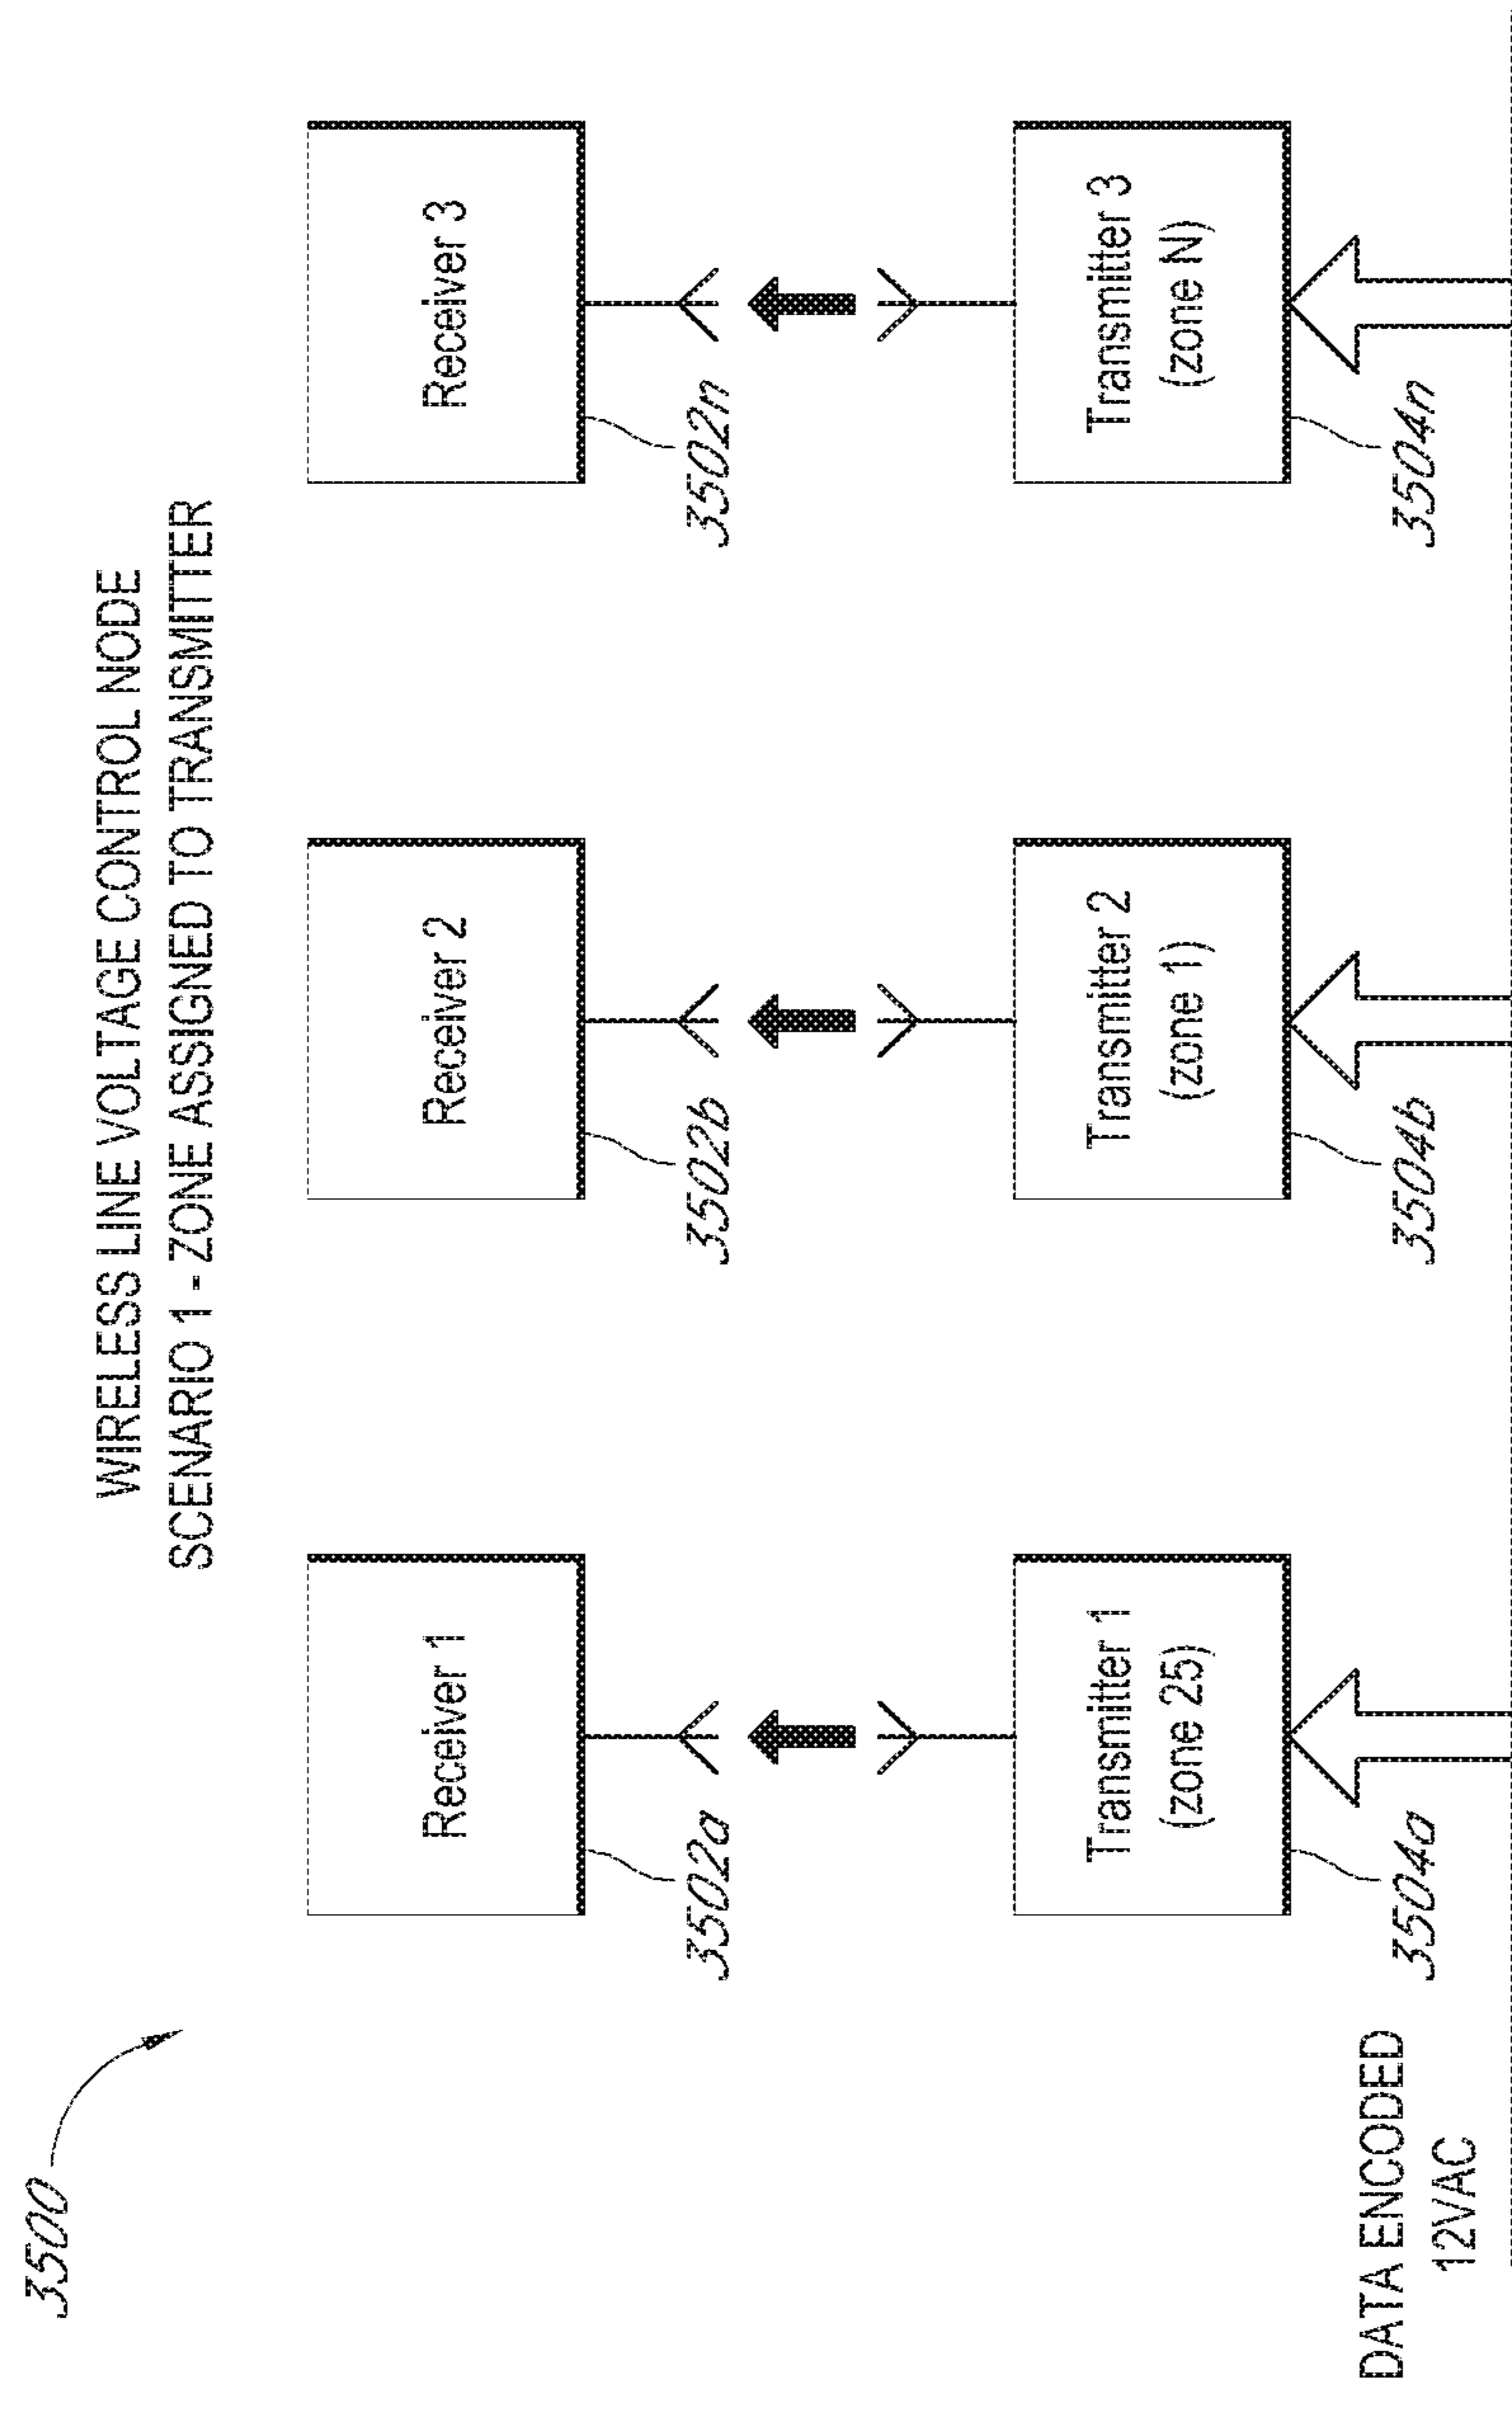 3500
WIRELESS LINE VOLTAGE CONTROL NODE
SCENARIO 1 - ZONE ASSIGNED TO TRANSMITTER
Receiver 1
Receiver 2
Receiver 3
3502a
3502b
3502n
Transmitter 1
(zone 25)
Transmitter 2
(zone 1)
Transmitter 3
(zone N)
3504a
3504b
3504n
DATA ENCODED
12VAC